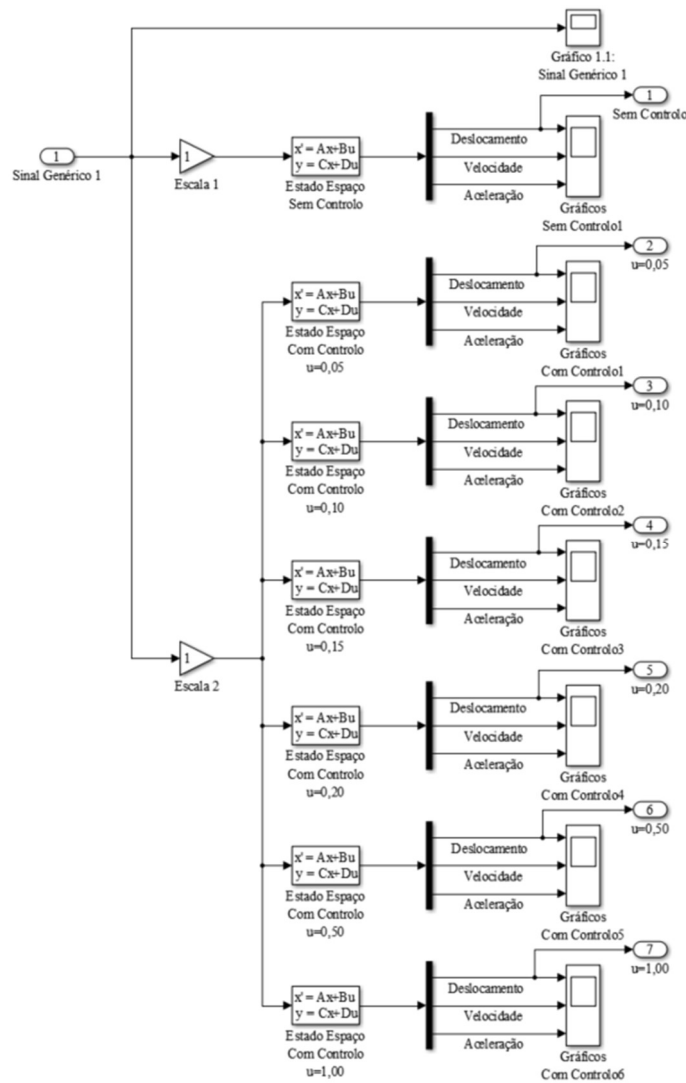 Gráfico 1.1:
Sinal Genérico 1
1
Sem Controlo
1
Sinal Genérico 1
1
Escala 1
x' = Ax+Bu
y = Cx+Du
Estado Espaço
Sem Controlo
Deslocamento
Velocidade
Aceleração
Gráficos
Sem Controlo1
2
u=0,05
x' = Ax+Bu
y = Cx+Du
Estado Espaço
Com Controlo
u=0,05
Deslocamento
Velocidade
Aceleração
Gráficos
Com Controlo1
3
u=0,10
x' = Ax+Bu
y = Cx+Du
Estado Espaço
Com Controlo
u=0,10
Deslocamento
Velocidade
Aceleração
Gráficos
Com Controlo2
4
u=0,15
x' = Ax+Bu
y = Cx+Du
Estado Espaço
Com Controlo
u=0,15
Deslocamento
Velocidade
Aceleração
Gráficos
Com Controlo3
1
Escala 2
5
u=0,20
x' = Ax+Bu
y = Cx+Du
Estado Espaço
Com Controlo
u=0,20
Deslocamento
Velocidade
Aceleração
Gráficos
Com Controlo4
6
u=0,50
x' = Ax+Bu
y = Cx+Du
Estado Espaço
Com Controlo
u=0,50
Deslocamento
Velocidade
Aceleração
Gráficos
Com Controlo5
7
u=1,00
x' = Ax+Bu
y = Cx+Du
Estado Espaço
Com Controlo
u=1,00
Deslocamento
Velocidade
Aceleração
Gráficos
Com Controlo6